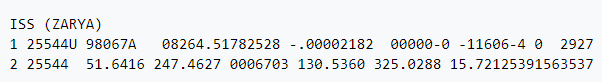 ISS (ZARYA)
1 25544U 98067A   08264.51782528 -.00002182  00000-0 -11606-4 0  2927
2 25544  51.6416 247.4627 0006703 130.5360 325.0288 15.72125391563537